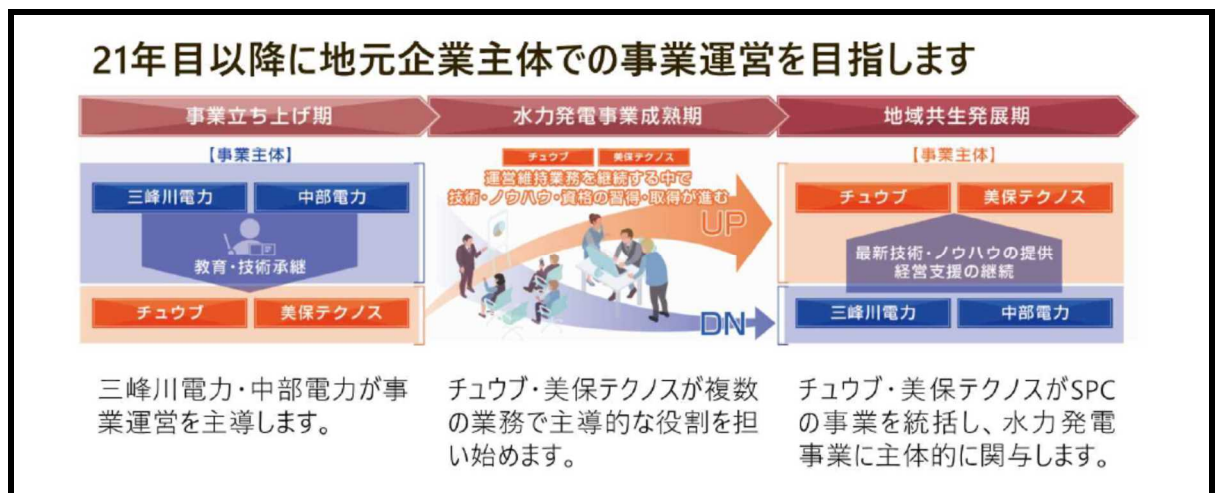 21年目以降に地元企業主体での事業運営を目指します
事業立ち上げ期
水力発電事業成熟期
地域共生発展期
【事業主体】
三峰川電力
中部電力
教育・技術承継
チュウブ
美保テクノス
チュウブ
美保テクノス
運営維持業務を継続する中で
技術・ノウハウ・資格の習得・取得が進む
UP
DN
【事業主体】
チュウブ
美保テクノス
最新技術・ノウハウの提供
経営支援の継続
三峰川電力
中部電力
三峰川電力・中部電力が事
業運営を主導します。
チュウブ・美保テクノスが複数
の業務で主導的な役割を担
い始めます。
チュウブ・美保テクノスがSPC
の事業を統括し、水力発電
事業に主体的に関与します。